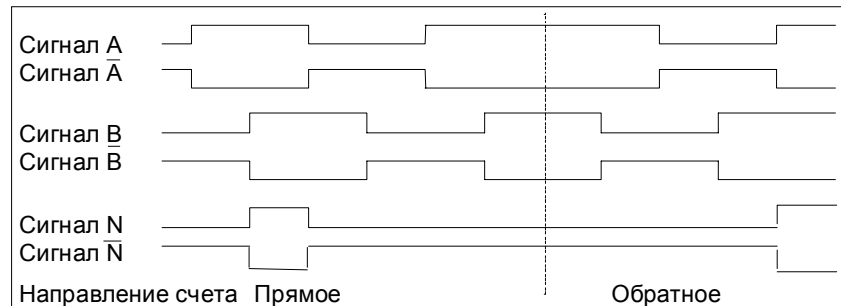 Сигнал A
Сигнал A̅
Сигнал B
Сигнал B̅
Сигнал N
Сигнал N̅
Направление счета Прямое Обратное